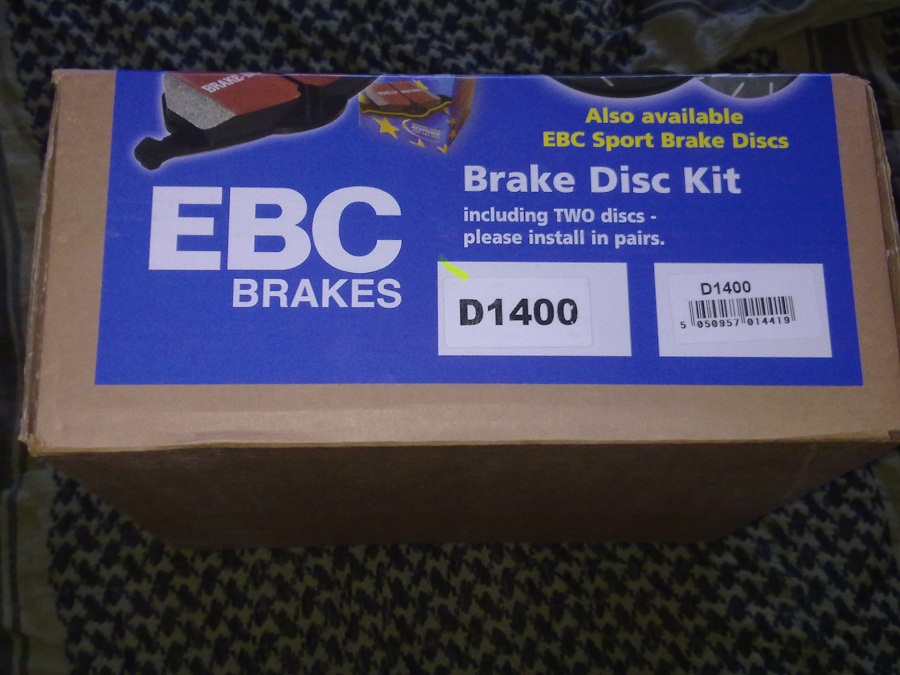 Also available
EBC Sport Brake Discs
EBC
BRAKES
Brake Disc Kit
including TWO discs -
please install in pairs.
D1400
D1400
5 050957 014419